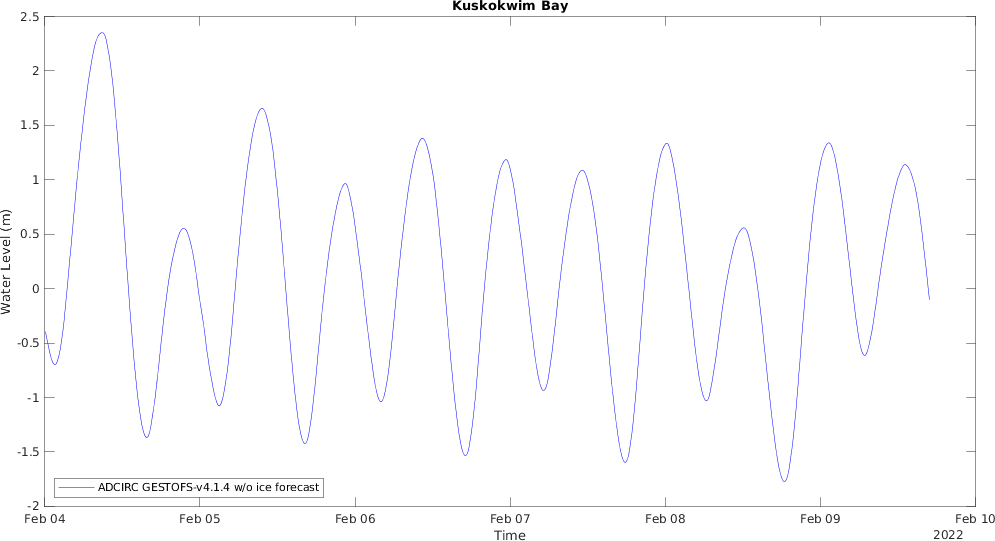 Kuskokwim Bay
2.5
2
1.5
1
0.5
0
-0.5
-1
-1.5
-2
Water Level (m)
ADCIRC GESTOFS-v4.1.4 w/o ice forecast
Feb 04 Feb 05 Feb 06 Feb 07 Feb 08 Feb 09 Feb 10
Time
2022